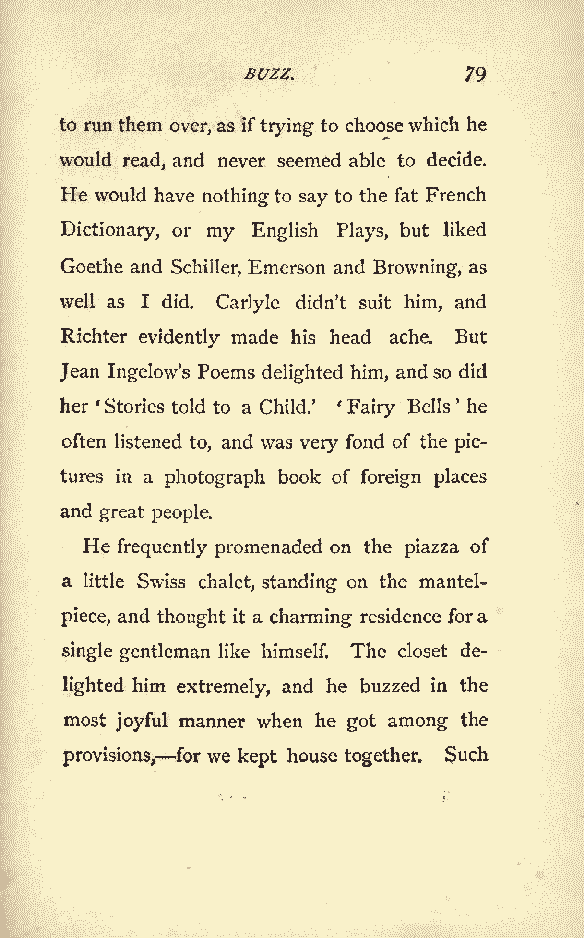 BUZZ. 79
to run them over, as if trying to choose which he
would read, and never seemed able to decide.
He would have nothing to say to the fat French
Dictionary, or my English Plays, but liked
Goethe and Schiller, Emerson and Browning, as
well as I did. Carlyle didn't suit him, and
Richter evidently made his head ache. But
Jean Ingelow's Poems delighted him, and so did
her ‘Stories told to a Child.’ ‘Fairy Bells’ he
often listened to, and was very fond of the pic-
tures in a photograph book of foreign places
and great people.
He frequently promenaded on the piazza of
a little Swiss chalet, standing on the mantel-
piece, and thought it a charming residence for a
single gentleman like himself. The closet de-
lighted him extremely, and he buzzed in the
most joyful manner when he got among the
provisions,—for we kept house together. Such